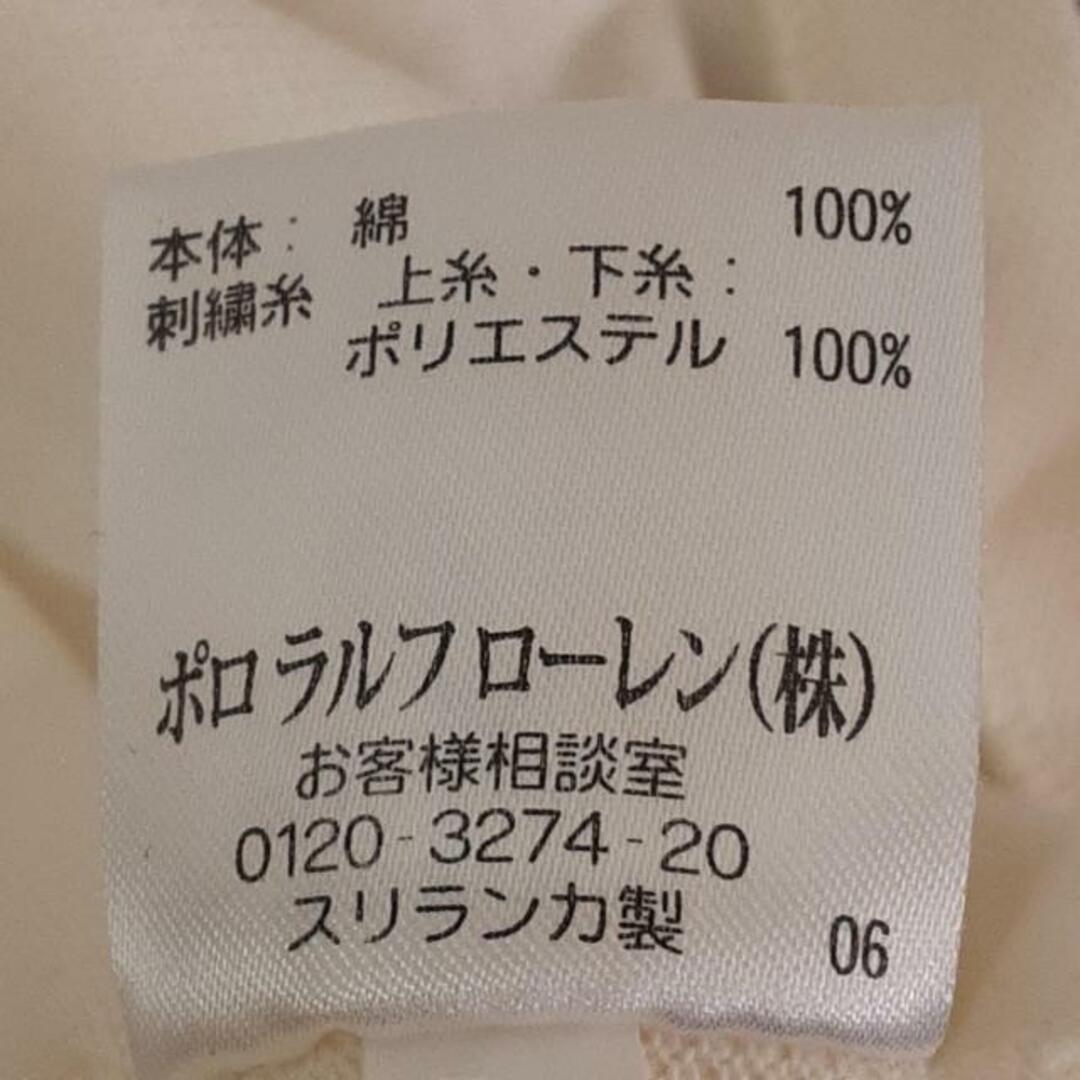 本体： 綿 100%
刺繍糸 上糸・下糸：
ポリエステル 100%
ポロ ラルフ ローレン(株)
お客様相談室
0120-3274-20
スリランカ製 06